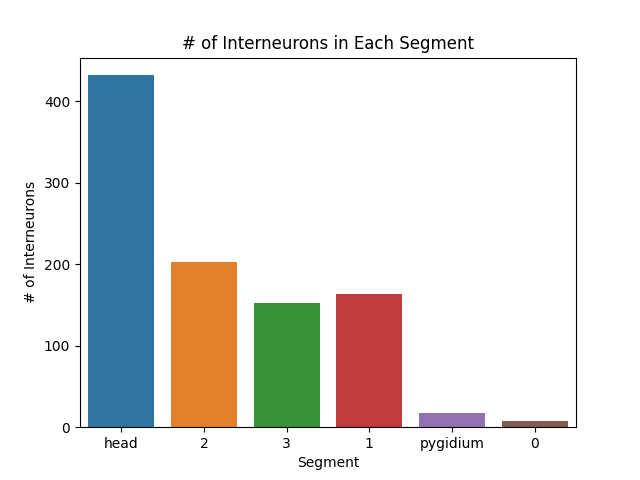 # of Interneurons in Each Segment
# of Interneurons
400
300
200
100
0
head 2 3 1 pygidium 0
Segment